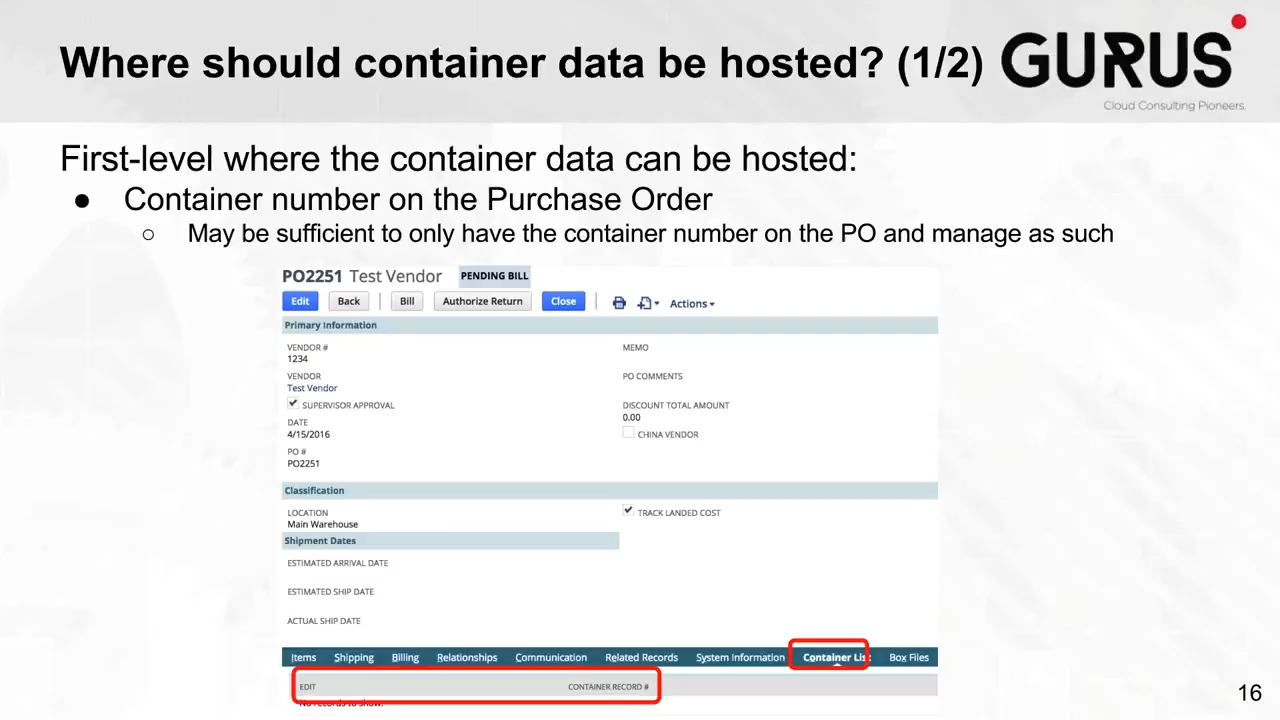 Where should container data be hosted? (1/2)
GURUS
Cloud Consulting Pioneers.
First-level where the container data can be hosted:
● Container number on the Purchase Order
○ May be sufficient to only have the container number on the PO and manage as such
PO2251 Test Vendor PENDING BILL
Edit Back Bill Authorize Return Close Actions
Primary Information
VENDOR #
1234
VENDOR
Test Vendor
SUPERVISOR APPROVAL
DATE
4/15/2016
PO #
PO2251
MEMO
PO COMMENTS
DISCOUNT TOTAL AMOUNT
0.00
CHINA VENDOR
Classification
LOCATION
Main Warehouse
TRACK LANDED COST
Shipment Dates
ESTIMATED ARRIVAL DATE
ESTIMATED SHIP DATE
ACTUAL SHIP DATE
Items Shipping Billing Relationships Communication Related Records System Information Container List Box Files
EDIT CONTAINER RECORD #
No records to show.
16